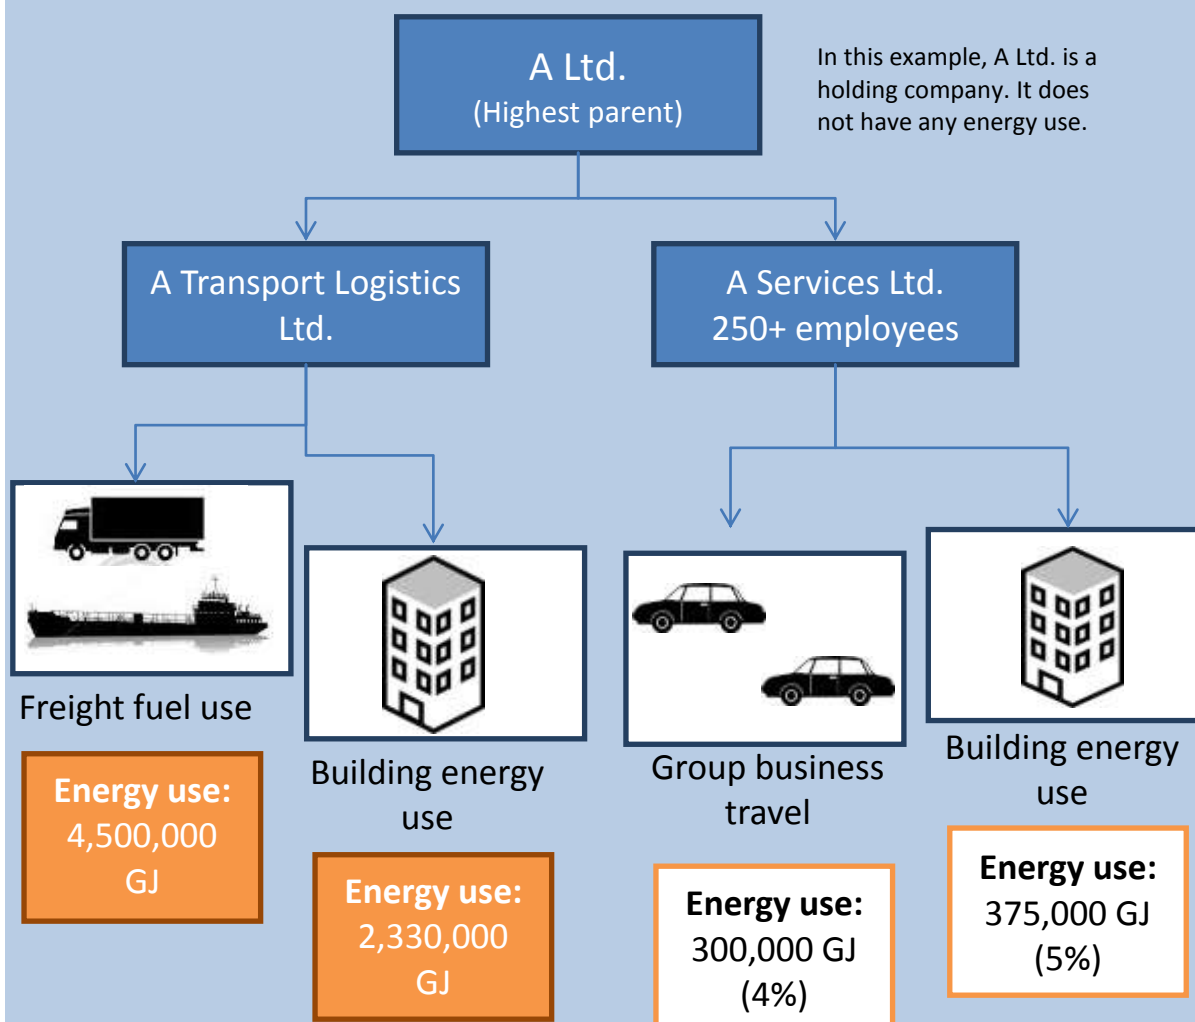 A Ltd.
(Highest parent)
In this example, A Ltd. is a
holding company. It does
not have any energy use.
A Transport Logistics
Ltd.
A Services Ltd.
250+ employees
Freight fuel use
Energy use:
4,500,000
GJ
Building energy
use
Energy use:
2,330,000
GJ
Group business
travel
Energy use:
300,000 GJ
(4%)
Building energy
use
Energy use:
375,000 GJ
(5%)